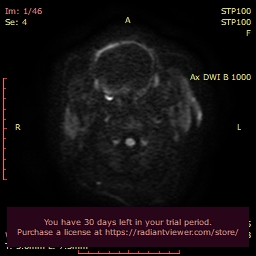 Im: 1/46
Se: 4
STP100
STP100
F
A
Ax DWI B 1000
R
L
You have 30 days left in your trial period.
Purchase a license at https://radiantviewer.com/store/